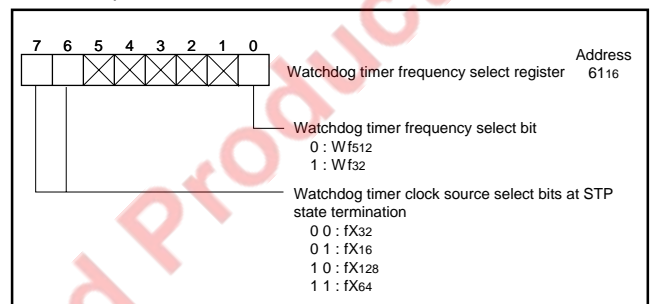 7 6 5 4 3 2 1 0
Address
Watchdog timer frequency select register 6116
Watchdog timer frequency select bit
0 : Wf512
1 : Wf32
Watchdog timer clock source select bits at STP
state termination
0 0 : fX32
0 1 : fX16
1 0 : fX128
1 1 : fX64
d Produc